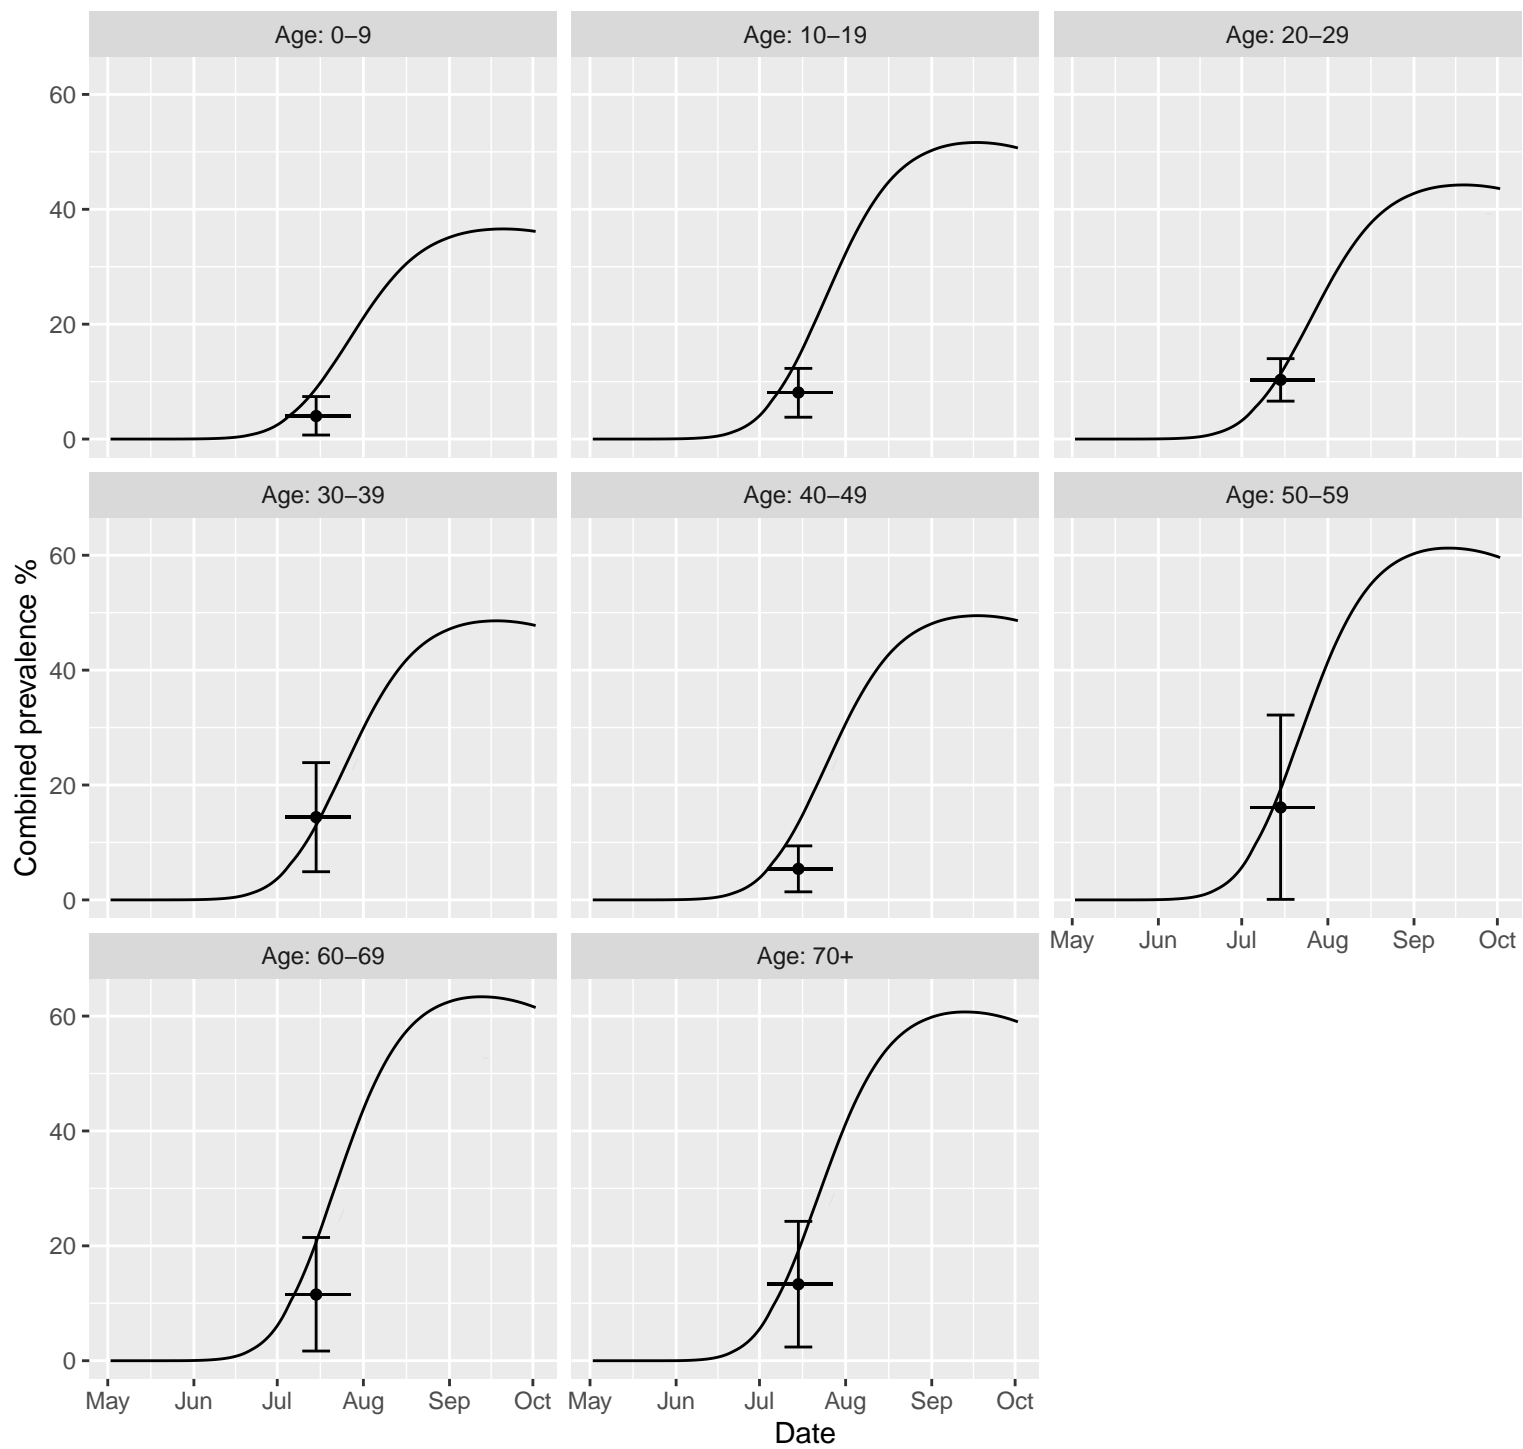 Age: 0–9
Age: 10–19
Age: 20–29
60
40
20
0
Age: 30–39
Age: 40–49
Age: 50–59
60
40
20
0
Combined prevalence %
May Jun Jul Aug Sep Oct
Age: 60–69
Age: 70+
60
40
20
0
May Jun Jul Aug Sep Oct
May Jun Jul Aug Sep Oct
Date